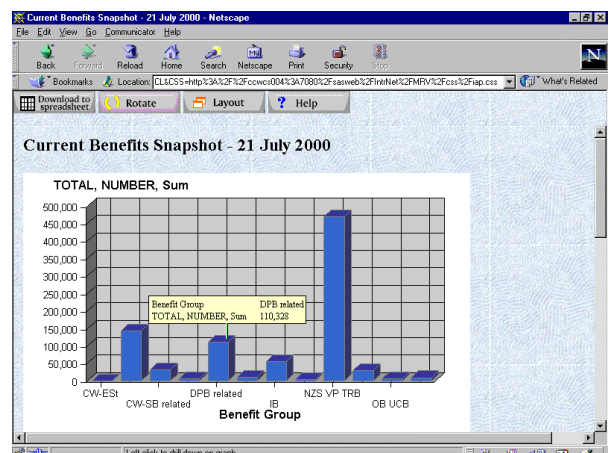 Current Benefits Snapshot - 21 July 2000 - Netscape
File Edit View Go Communicator Help
Back Forward Reload Home Search Netscape Print Security Stop
N
Bookmarks Location: CL&CSS=http%3A%2F%2Fccwcs004%3A7080%2Fsasweb%2FIntrNet%2FMRV%2Fcss%2Fiap.css What's Related
Download to spreadsheet Rotate Layout ? Help
Current Benefits Snapshot - 21 July 2000
TOTAL, NUMBER, Sum
500,000
450,000
400,000
350,000
300,000
250,000
200,000
150,000
100,000
50,000
0
Benefit Group DPB related
TOTAL, NUMBER, Sum 110,328
CW-ESt DPB related NZS VP TRB
CW-SB related IB OB UCB
Benefit Group
Left click to drill down on graph